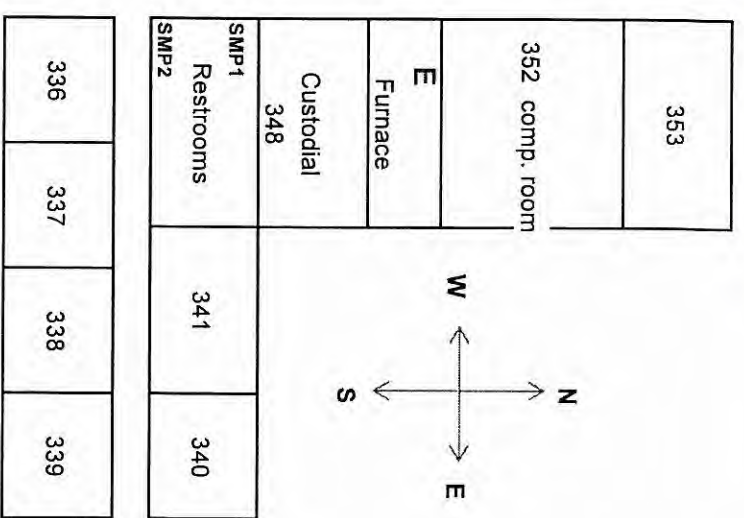 353
352 comp. room
E
Furnace
Custodial
348
SMP1
Restrooms
SMP2
341
340
N
W
E
S
336
337
338
339